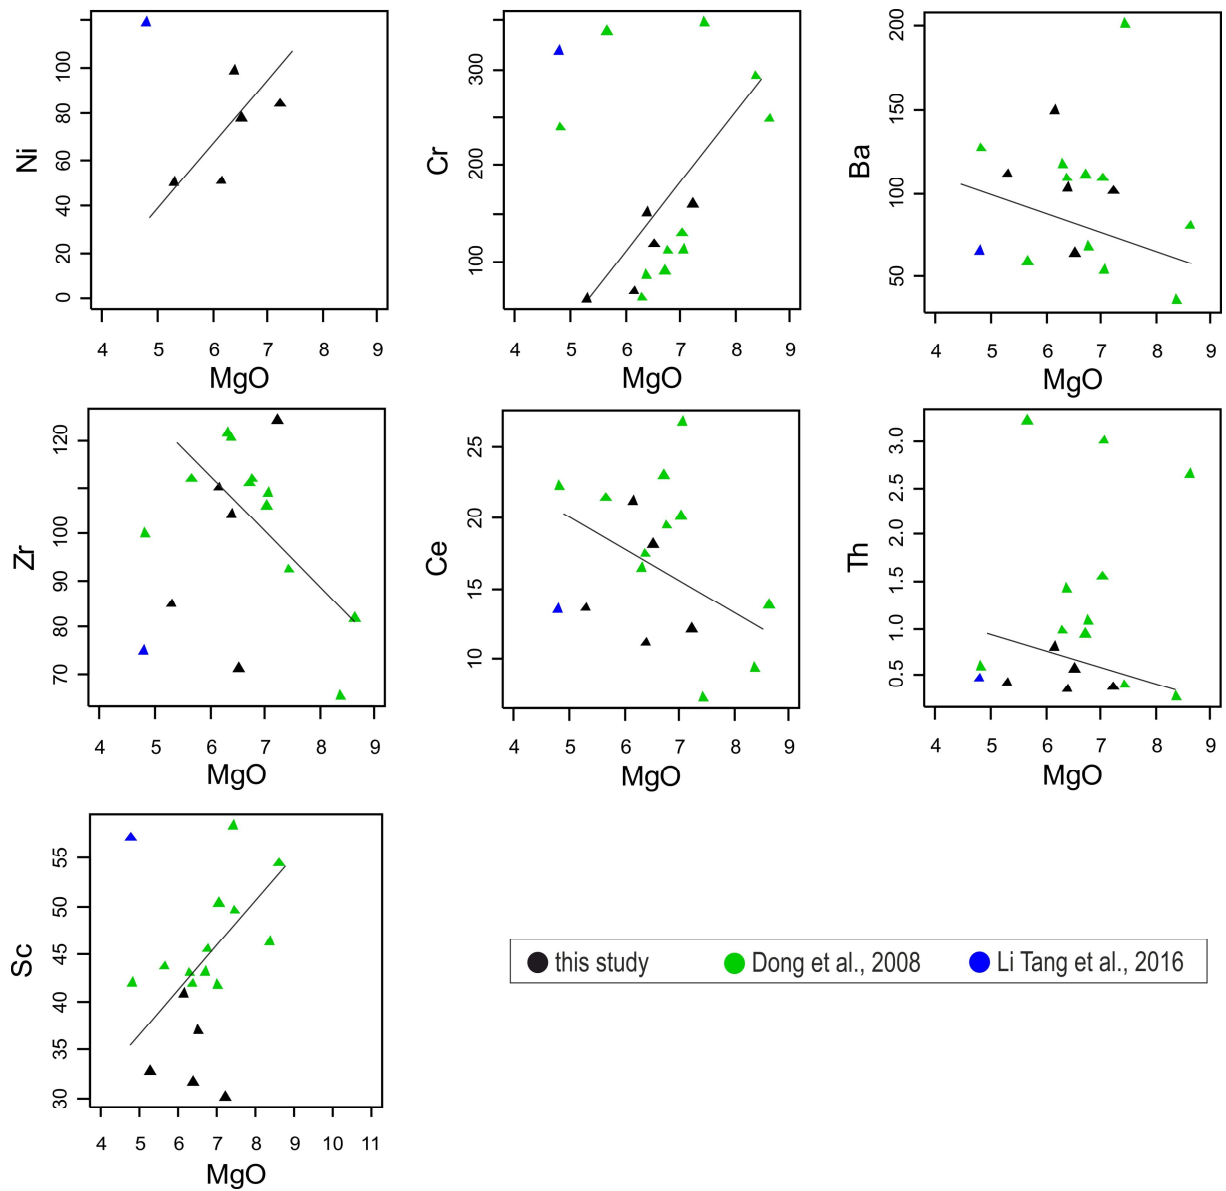 Ni
0 20 40 60 80 100
4 5 6 7 8 9
MgO
Cr
100 200 300
4 5 6 7 8 9
MgO
Ba
50 100 150 200
4 5 6 7 8 9
MgO
Zr
70 80 90 100 120
4 5 6 7 8 9
MgO
Ce
10 15 20 25
4 5 6 7 8 9
MgO
Th
0.5 1.0 1.5 2.0 2.5 3.0
4 5 6 7 8 9
MgO
Sc
30 35 40 45 50 55
4 5 6 7 8 9 10 11
MgO
this study Dong et al., 2008 Li Tang et al., 2016